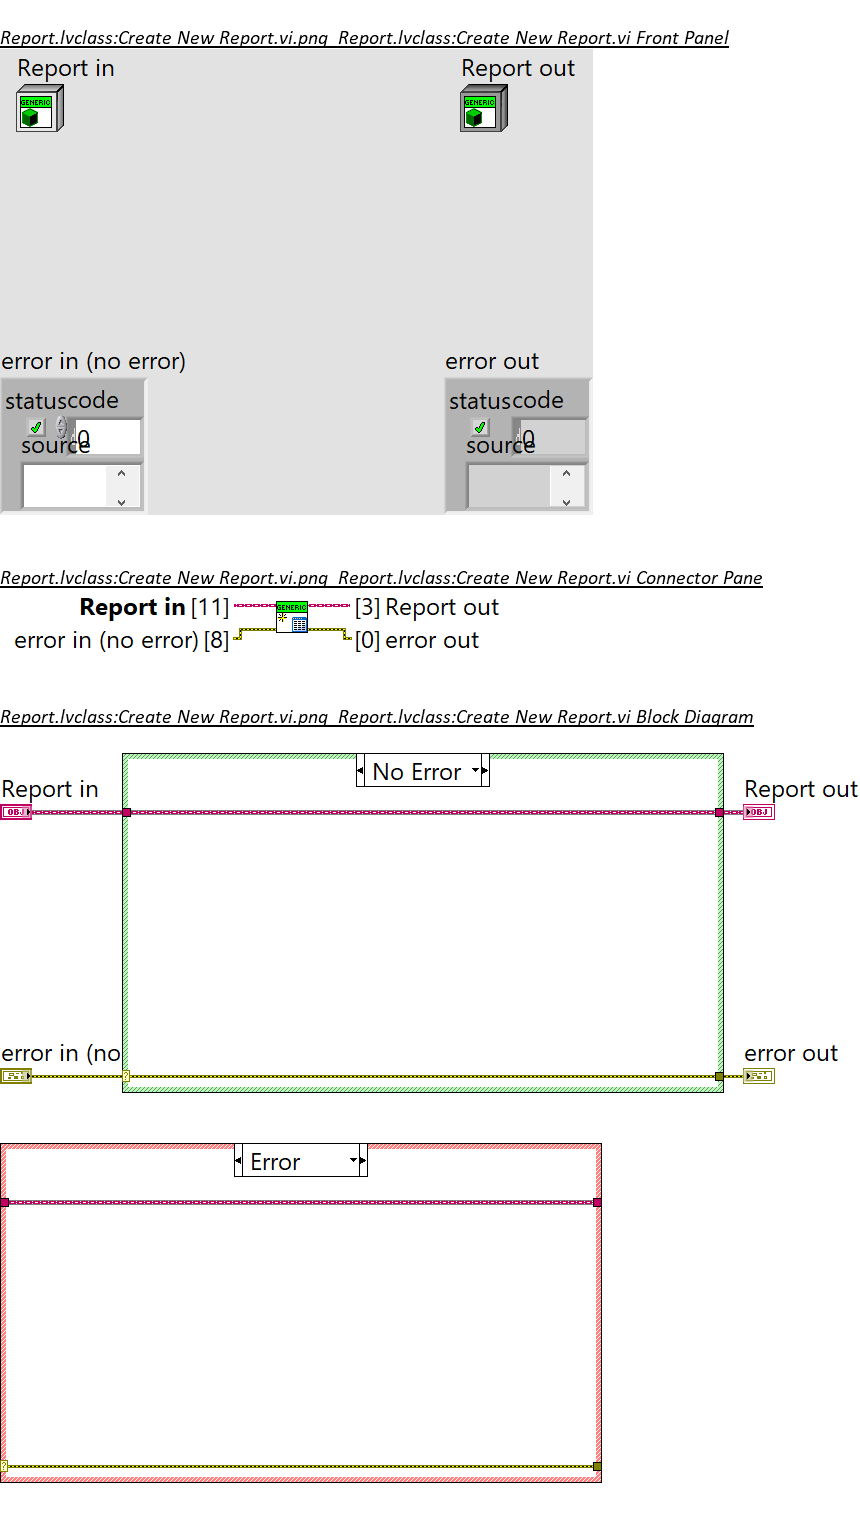 Report.lvclass:Create New Report.vi.png  Report.lvclass:Create New Report.vi Front Panel
Report in Report out
GENERIC GENERIC
error in (no error) error out
status code status code
0 0
source source
Report.lvclass:Create New Report.vi.png  Report.lvclass:Create New Report.vi Connector Pane
Report in [11] GENERIC [3] Report out
error in (no error) [8] [0] error out
Report.lvclass:Create New Report.vi.png  Report.lvclass:Create New Report.vi Block Diagram
No Error
Report in Report out
OBJ OBJ
error in (no error out
?
Error
?